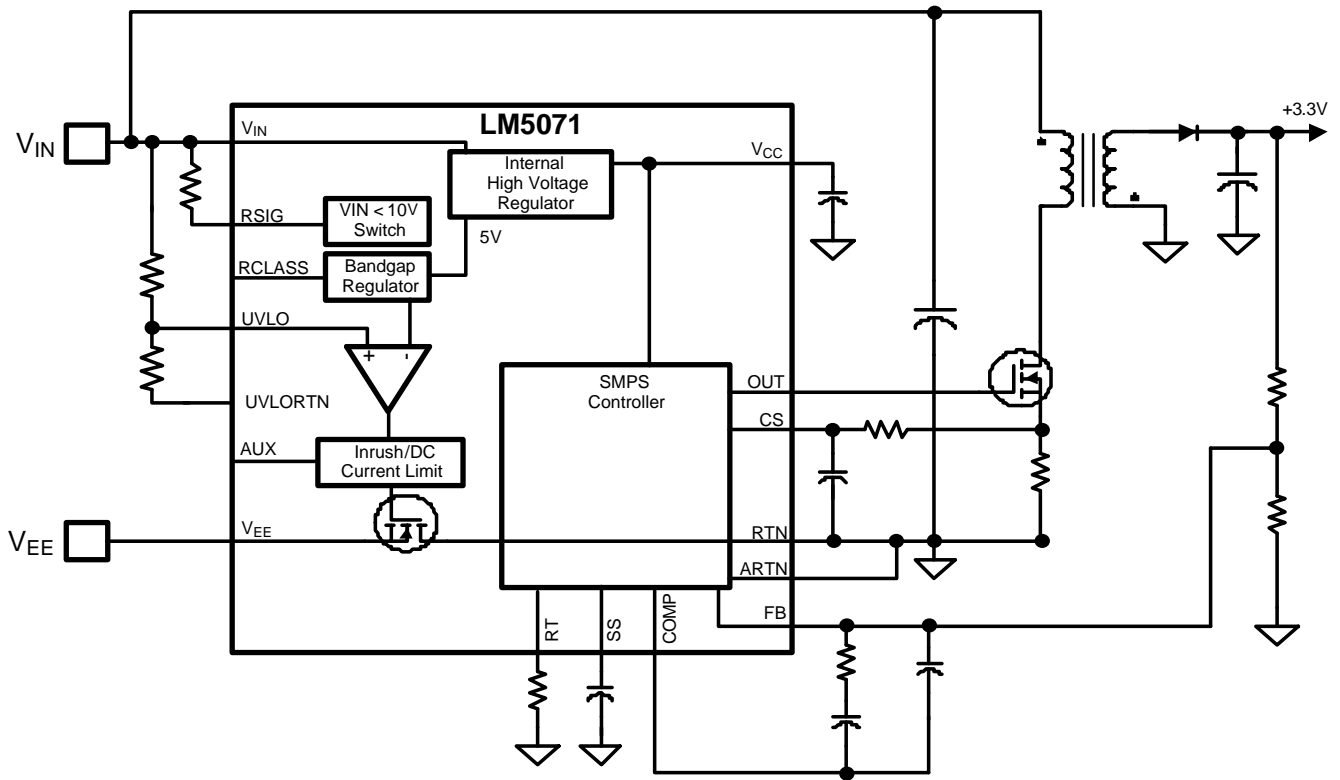 +3.3V
LM5071
VIN
VIN
VCC
Internal
High Voltage
Regulator
VIN < 10V
Switch
RSIG
5V
RCLASS
Bandgap
Regulator
UVLO
+ -
SMPS
Controller
OUT
UVLORTN
CS
AUX
Inrush/DC
Current Limit
VEE
VEE
RTN
ARTN
FB
RT
SS
COMP